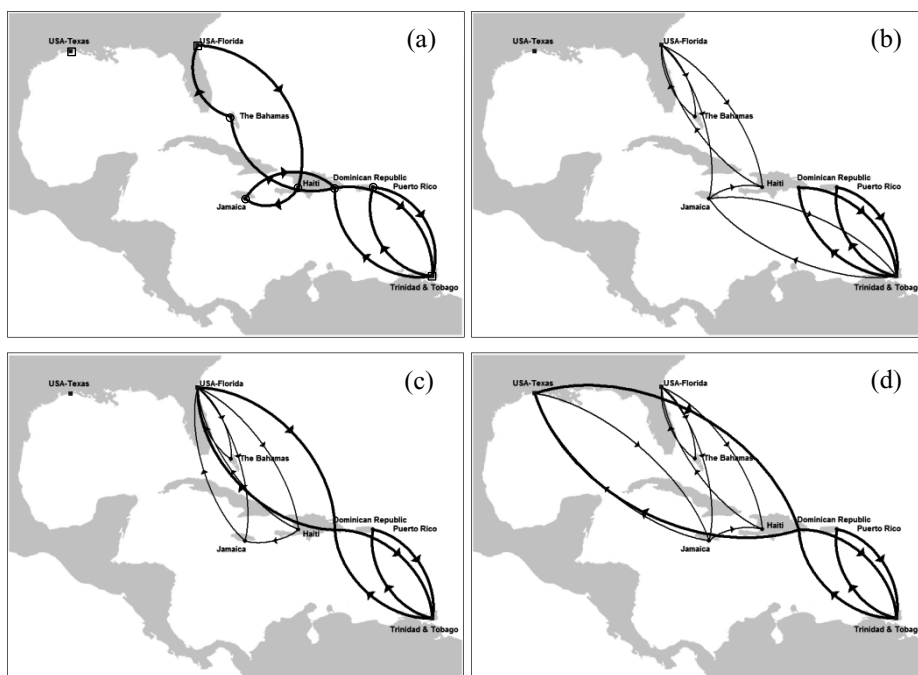 (a)
USA-Texas
USA-Florida
The Bahamas
Haiti
Dominican Republic
Puerto Rico
Jamaica
Trinidad & Tobago
(b)
USA-Texas
USA-Florida
The Bahamas
Haiti
Dominican Republic
Puerto Rico
Jamaica
Trinidad & Tobago
(c)
USA-Texas
USA-Florida
The Bahamas
Dominican Republic
Haiti
Puerto Rico
Jamaica
Trinidad & Tobago
(d)
USA-Texas
USA-Florida
The Bahamas
Dominican Republic
Haiti
Puerto Rico
Jamaica
Trinidad & Tobago